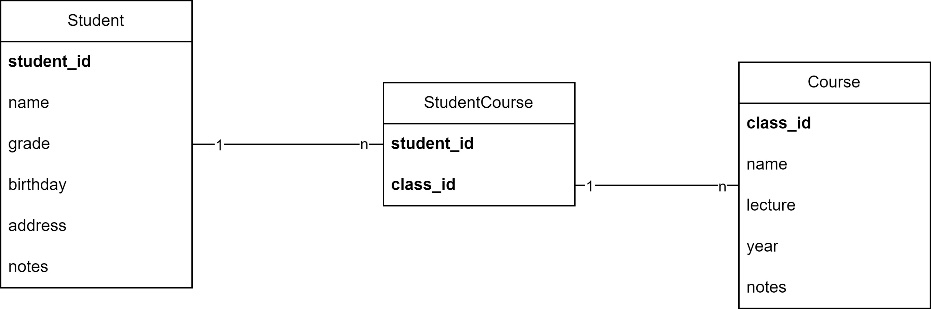 Student
student_id
name
grade
birthday
address
notes
1
n
StudentCourse
student_id
class_id
1
n
Course
class_id
name
lecture
year
notes